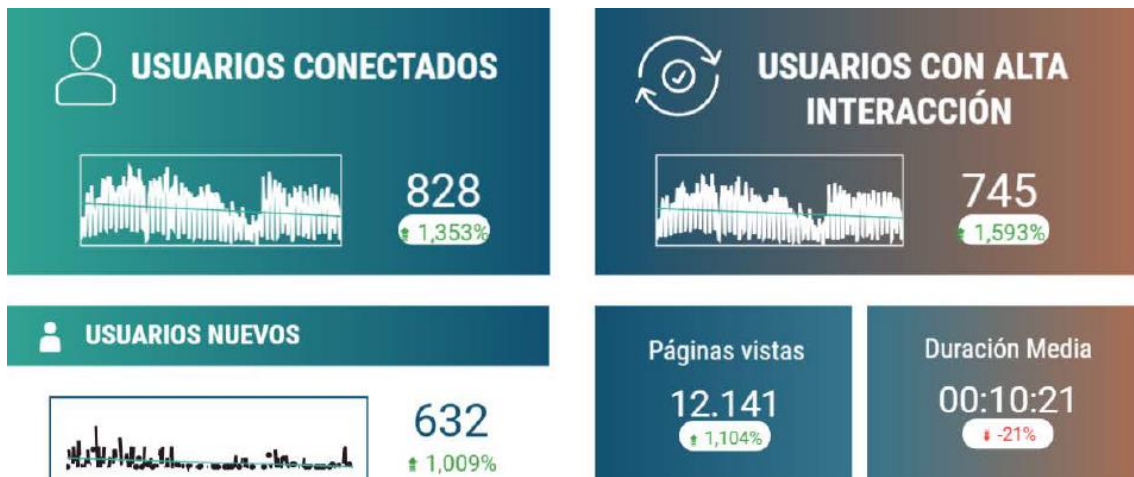 USUARIOS CONECTADOS
828
1,353%
USUARIOS CON ALTA
INTERACCIÓN
745
1,593%
USUARIOS NUEVOS
632
1,009%
Páginas vistas
12.141
1,104%
Duración Media
00:10:21
-21%